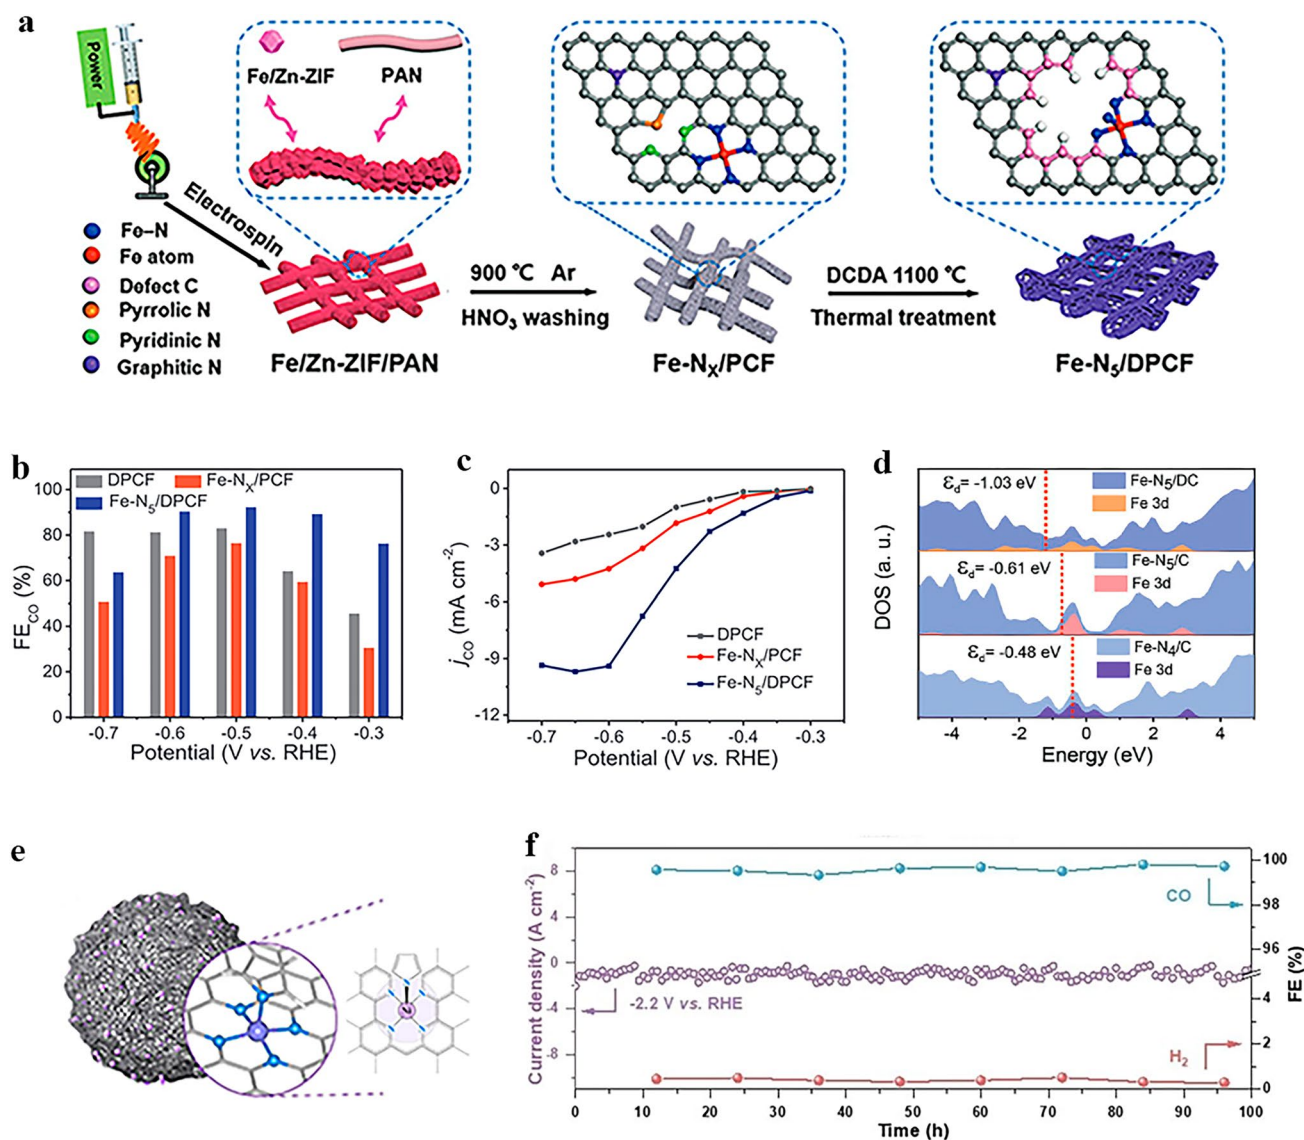 a
Power
Fe/Zn-ZIF
PAN
Electrospin
Fe–N
Fe atom
Defect C
Pyrrolic N
Pyridinic N
Graphitic N
Fe/Zn-ZIF/PAN
900 ℃ Ar
HNO₃ washing
Fe-Nₓ/PCF
DCDA 1100 ℃
Thermal treatment
Fe-N₅/DPCF
b
DPCF
Fe-Nₓ/PCF
Fe-N₅/DPCF
100
80
60
40
20
0
FE_CO (%)
-0.7 -0.6 -0.5 -0.4 -0.3
Potential (V vs. RHE)
c
0
-3
-6
-9
-12
j_CO (mA cm⁻²)
DPCF
Fe-Nₓ/PCF
Fe-N₅/DPCF
-0.7 -0.6 -0.5 -0.4 -0.3
Potential (V vs. RHE)
d
DOS (a. u.)
Ɛ_d= -1.03 eV
Fe-N₅/DC
Fe 3d
Ɛ_d= -0.61 eV
Fe-N₅/C
Fe 3d
Ɛ_d= -0.48 eV
Fe-N₄/C
Fe 3d
-4 -2 0 2 4
Energy (eV)
e
f
Current density (A cm⁻²)
8
4
0
-4
-8
-2.2 V vs. RHE
CO
H₂
100
98
96
4
2
0
FE (%)
0 10 20 30 40 50 60 70 80 90 100
Time (h)